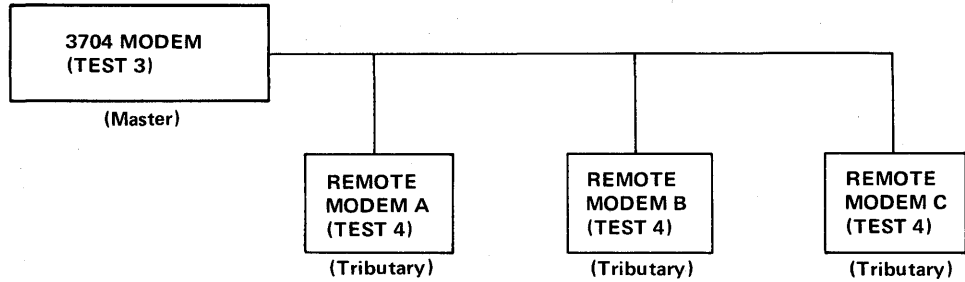 3704 MODEM
(TEST 3)
(Master)
REMOTE
MODEM A
(TEST 4)
(Tributary)
REMOTE
MODEM B
(TEST 4)
(Tributary)
REMOTE
MODEM C
(TEST 4)
(Tributary)